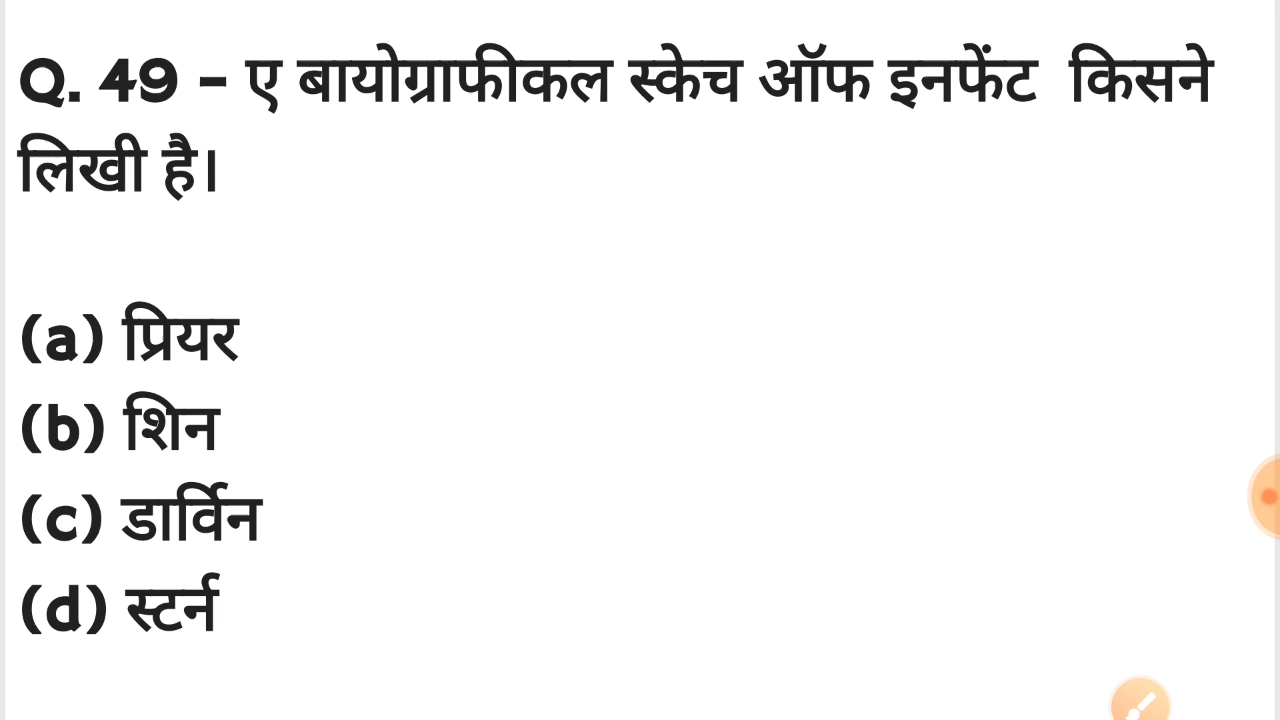 Q. 49 - ए बायोग्राफीकल स्केच ऑफ इनफेंट किसने
लिखी है।
(a) प्रियर
(b) शिन
(c) डार्विन
(d) स्टर्न